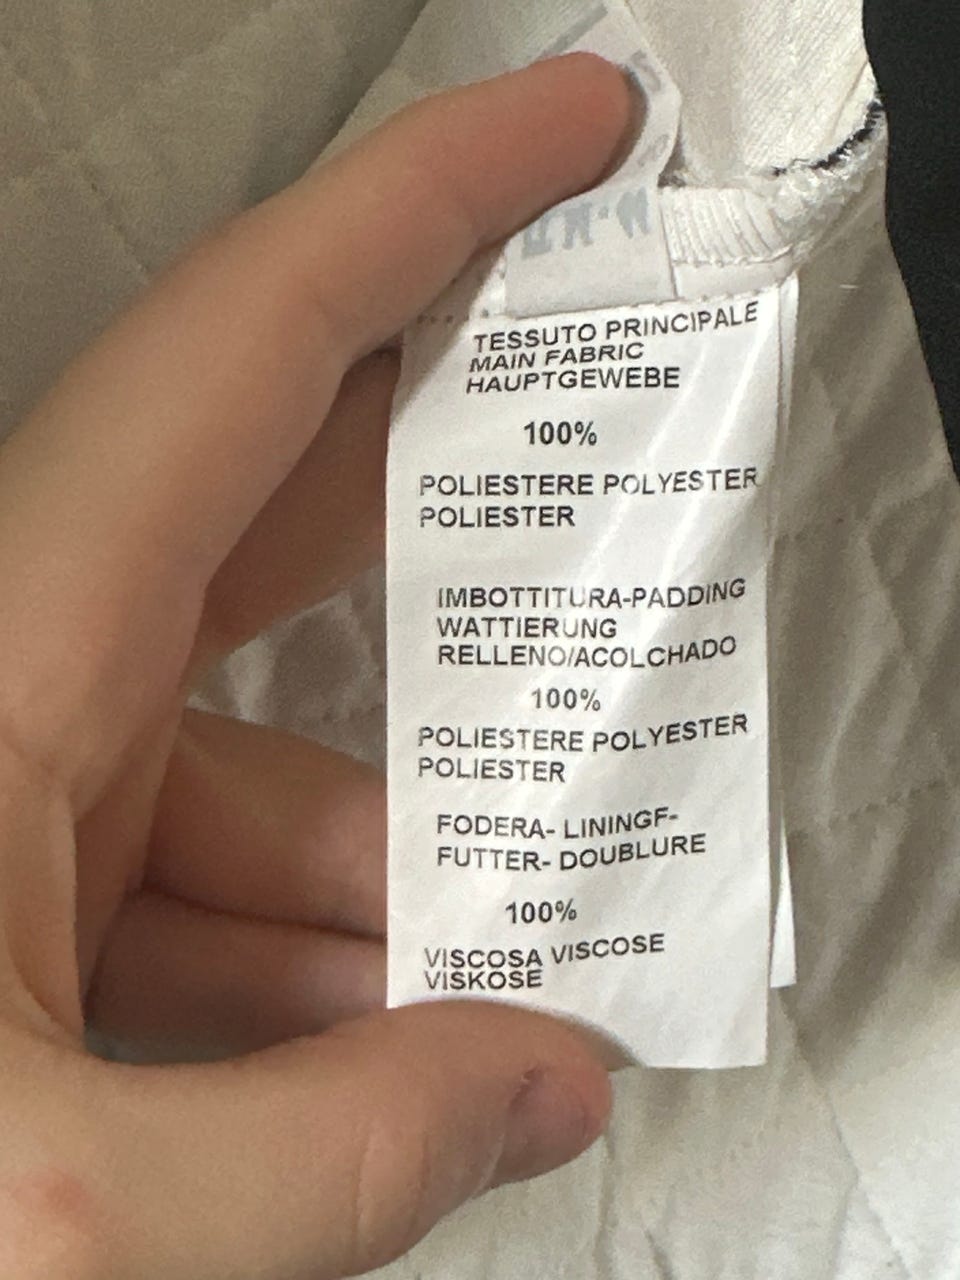 TESSUTO PRINCIPALE
MAIN FABRIC
HAUPTGEWEBE
100%
POLIESTERE POLYESTER
POLIESTER
IMBOTTITURA-PADDING
WATTIERUNG
RELLENO/ACOLCHADO
100%
POLIESTERE POLYESTER
POLIESTER
FODERA- LININGF-
FUTTER- DOUBLURE
100%
VISCOSA VISCOSE
VISKOSE